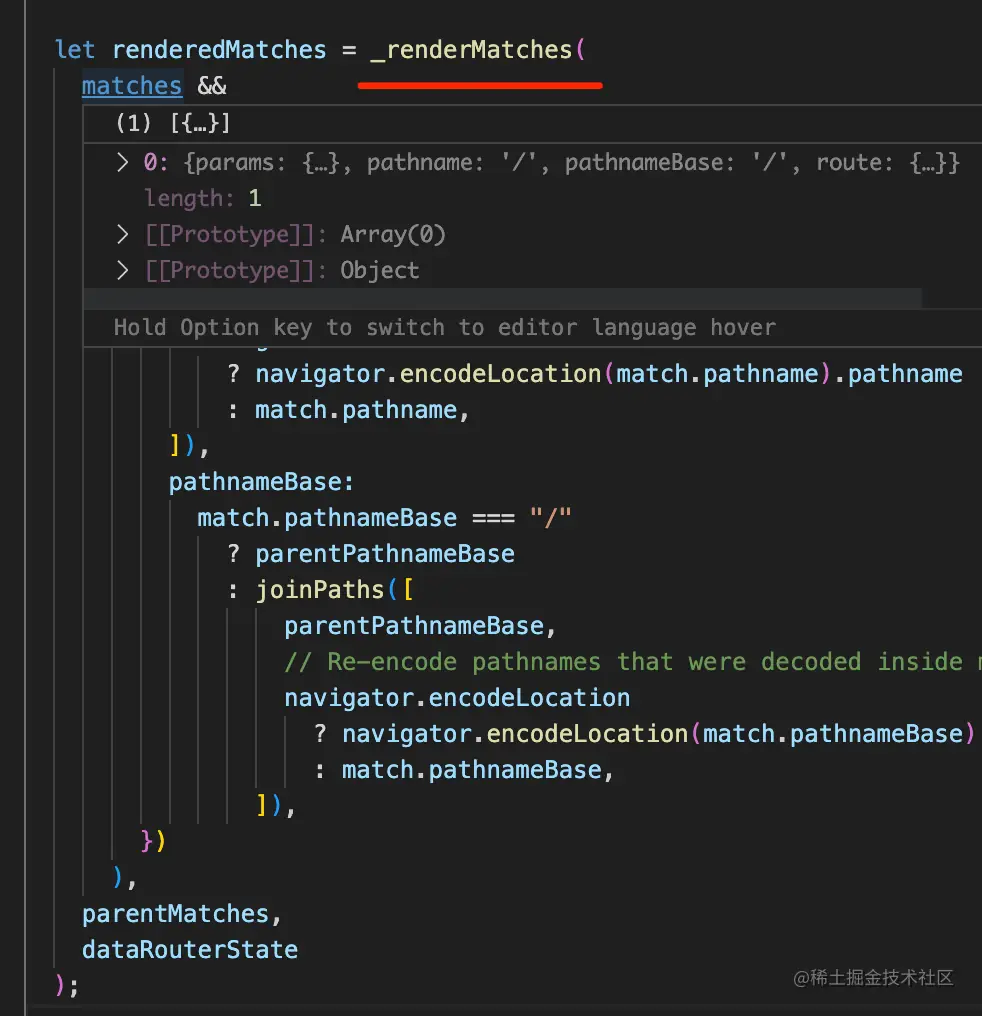 let renderedMatches = _renderMatches(
matches &&
(1) [{…}]
0: {params: {…}, pathname: '/', pathnameBase: '/', route: {…}}
length: 1
[[Prototype]]: Array(0)
[[Prototype]]: Object
Hold Option key to switch to editor language hover
? navigator.encodeLocation(match.pathname).pathname
: match.pathname,
]),
pathnameBase:
match.pathnameBase === "/"
? parentPathnameBase
: joinPaths([
parentPathnameBase,
// Re-encode pathnames that were decoded inside
navigator.encodeLocation
? navigator.encodeLocation(match.pathnameBase)
: match.pathnameBase,
]),
})
),
parentMatches,
dataRouterState
);
@稀土掘金技术社区